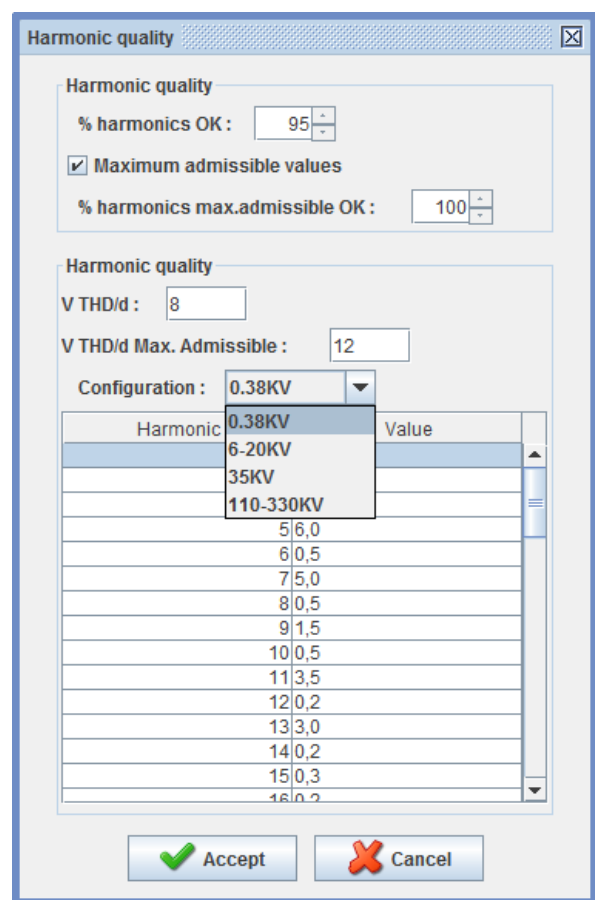 Harmonic quality
Harmonic quality
% harmonics OK : 95
Maximum admissible values
% harmonics max.admissible OK : 100
Harmonic quality
V THD/d : 8
V THD/d Max. Admissible : 12
Configuration : 0.38KV
0.38KV
6-20KV
35KV
110-330KV
Harmonic Value
5 6,0
6 0,5
7 5,0
8 0,5
9 1,5
10 0,5
11 3,5
12 0,2
13 3,0
14 0,2
15 0,3
16 0,2
Accept Cancel